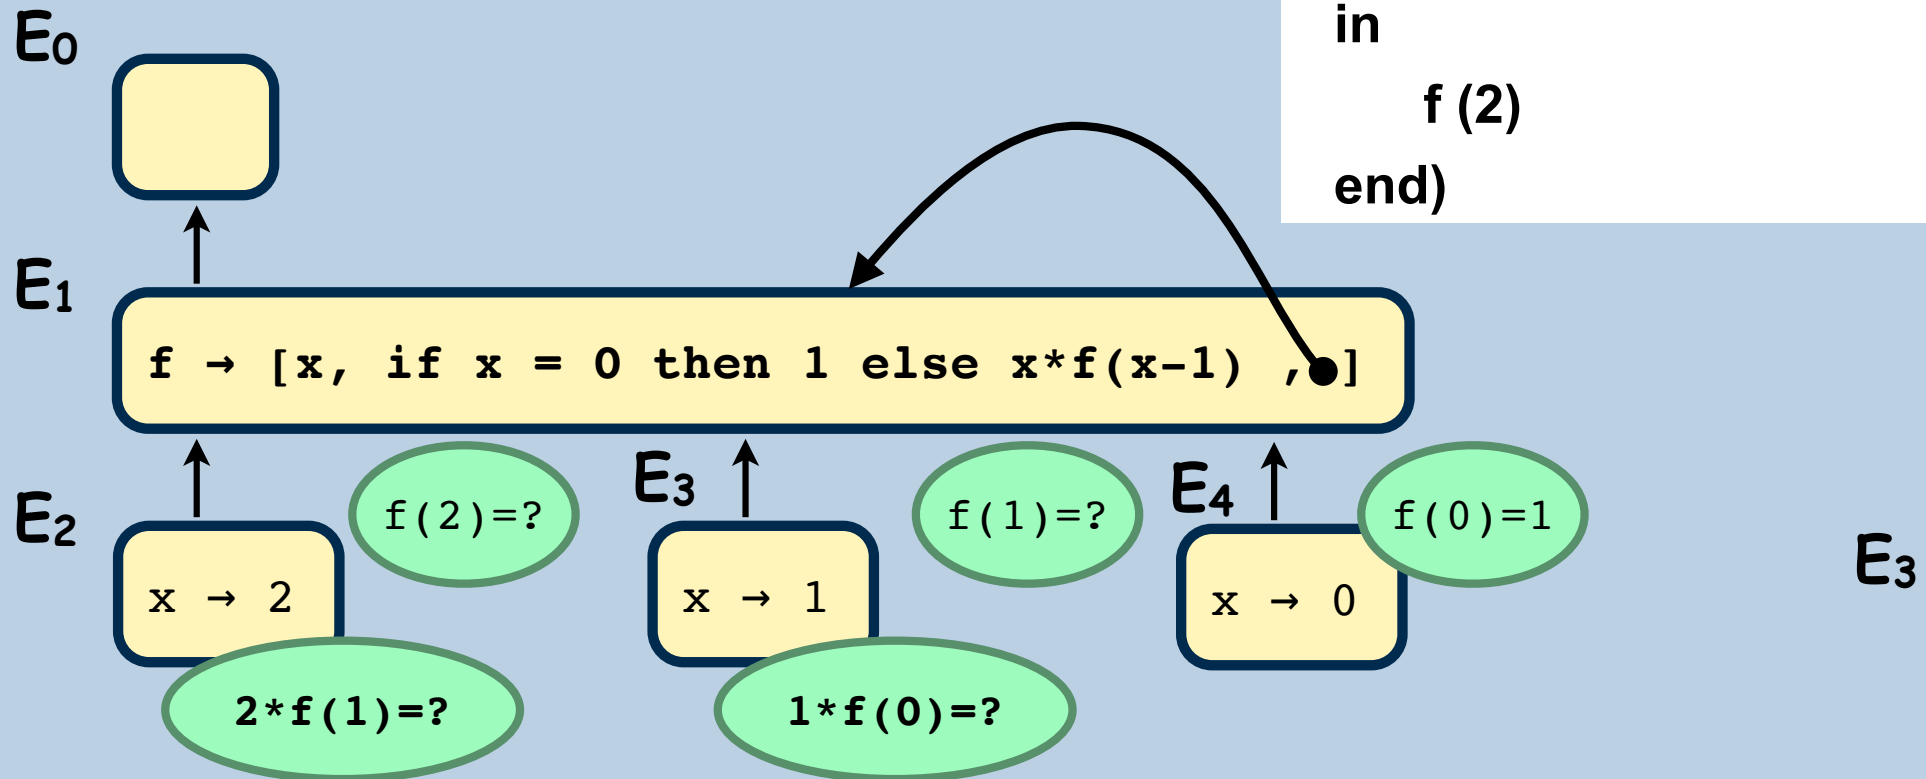 in
f (2)
end)
E₀
E₁
f → [x, if x = 0 then 1 else x*f(x-1) , ]
E₂
f(2)=?
E₃
f(1)=?
E₄
f(0)=1
E₃
x → 2
x → 1
x → 0
2*f(1)=?
1*f(0)=?